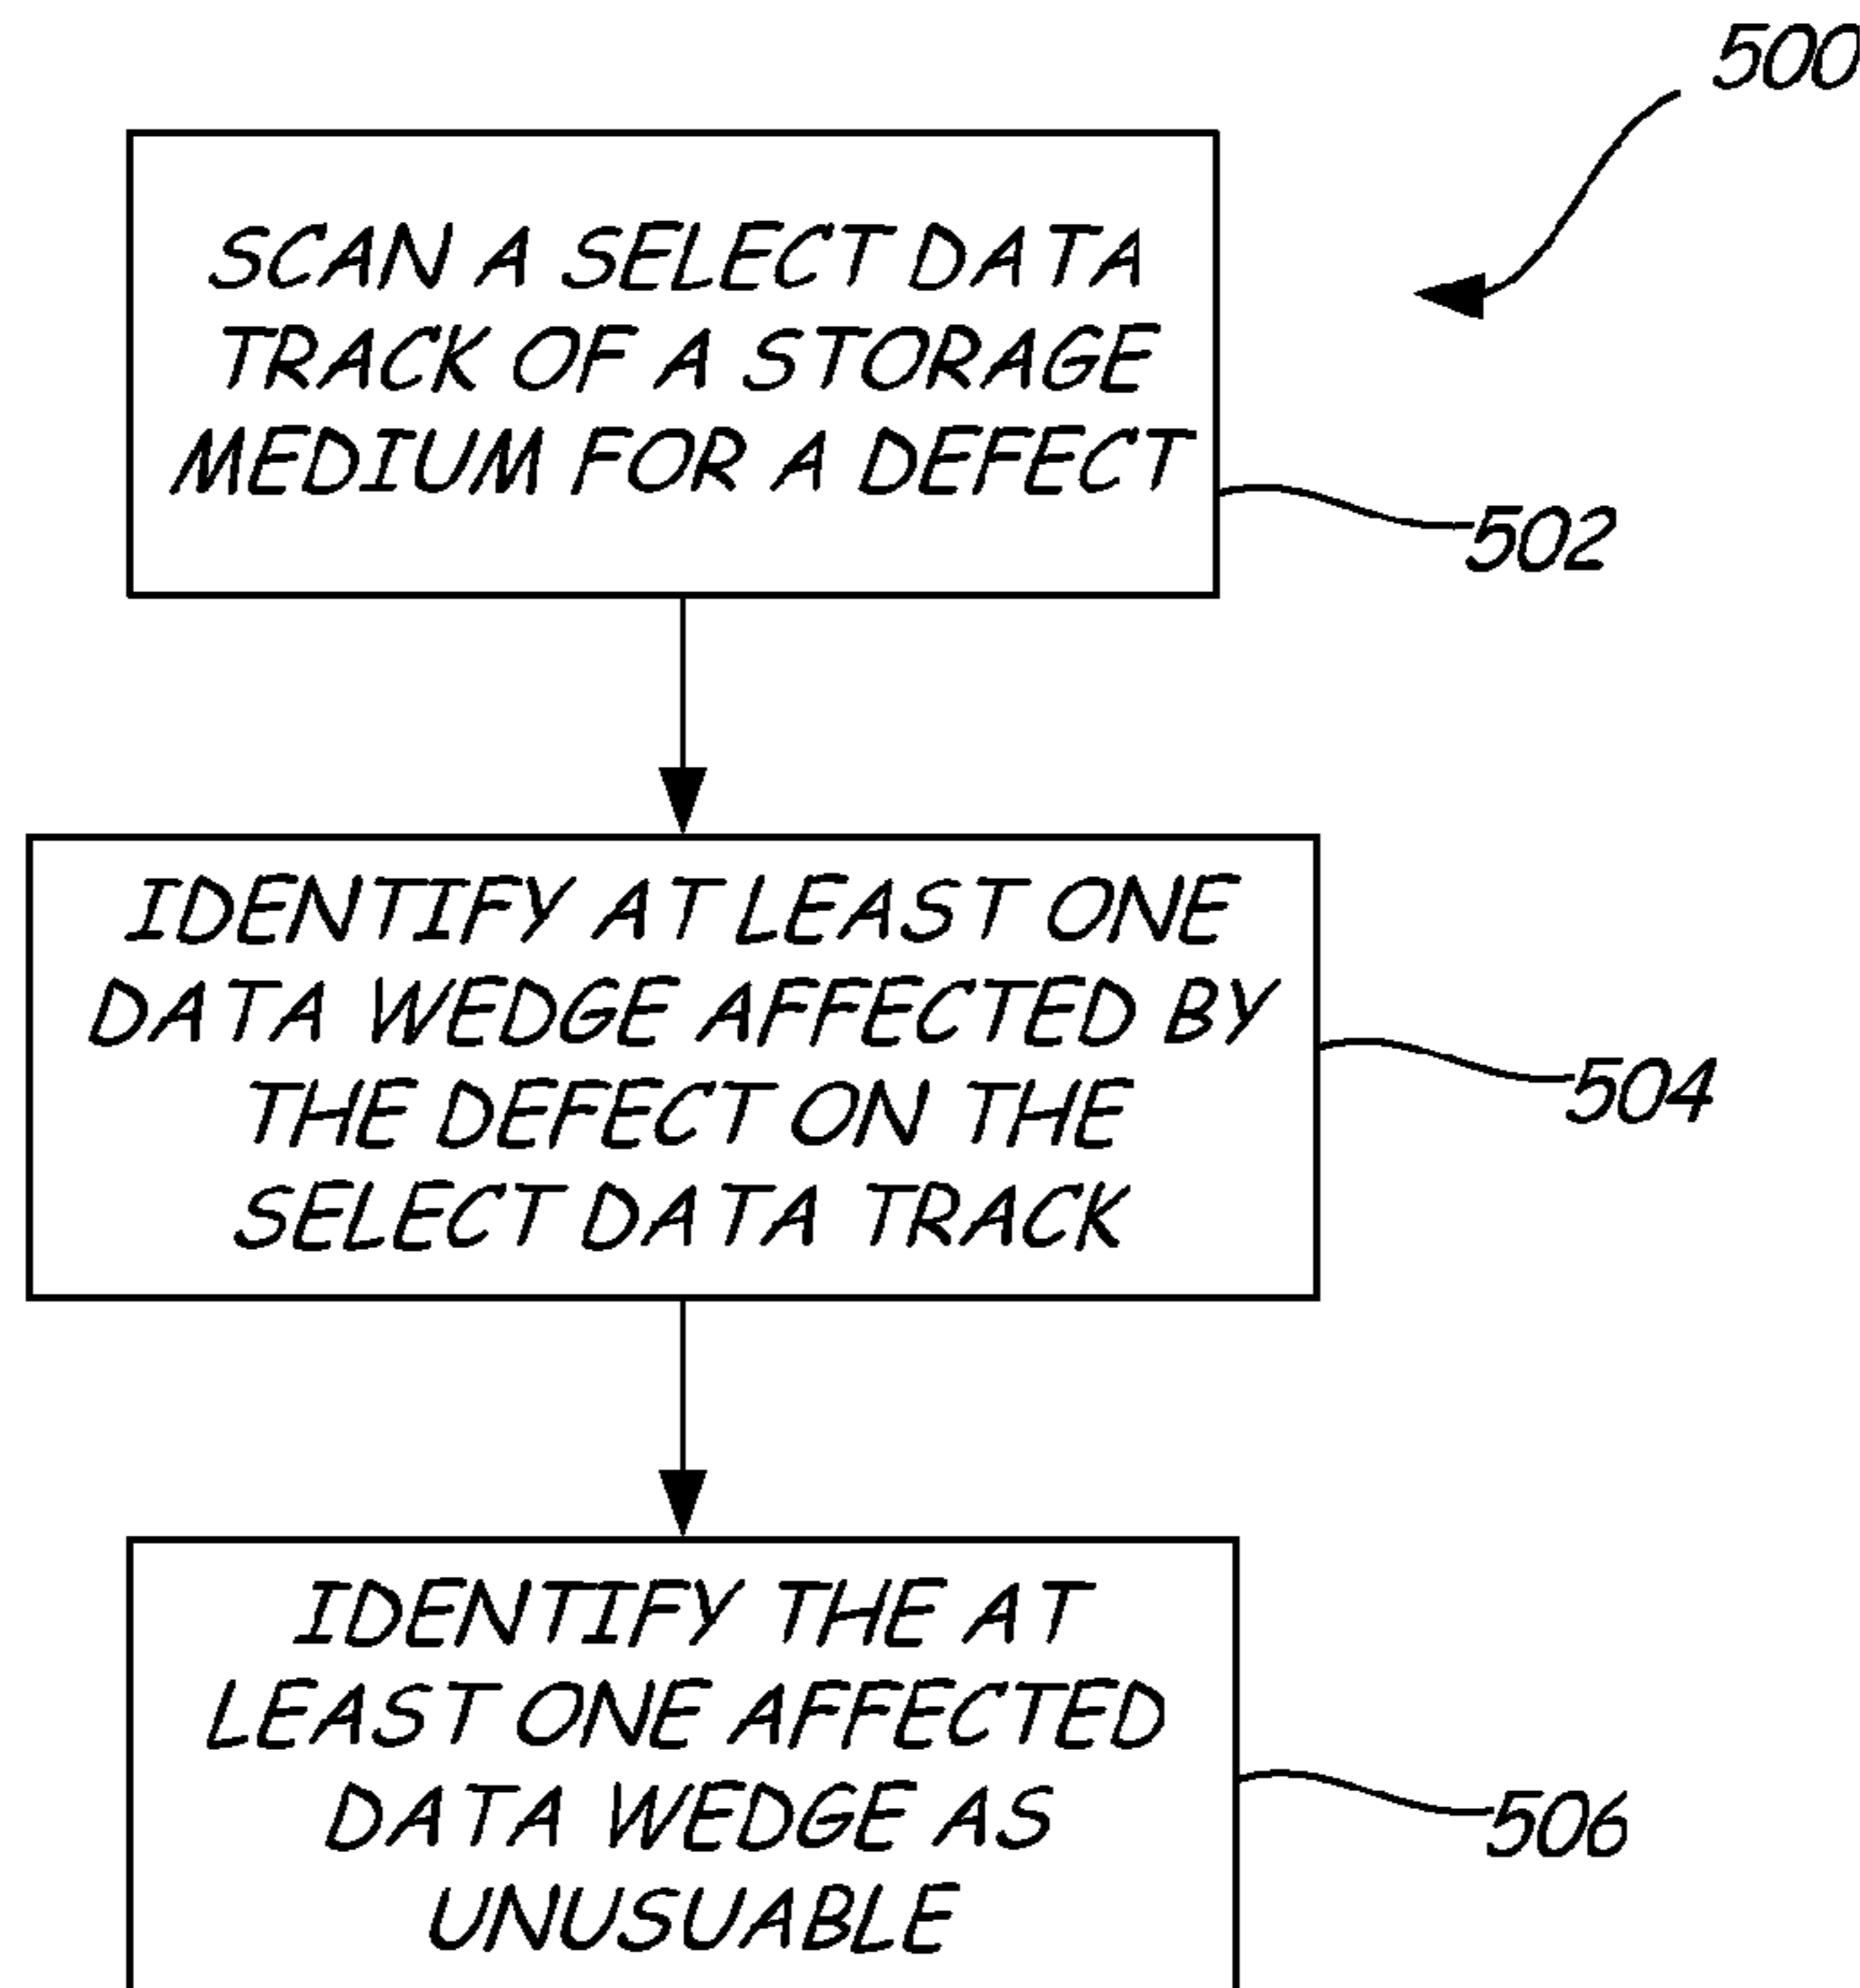 500
SCAN A SELECT DATA
TRACK OF A STORAGE
MEDIUM FOR A DEFECT
502
IDENTIFY AT LEAST ONE
DATA WEDGE AFFECTED BY
THE DEFECT ON THE
SELECT DATA TRACK
504
IDENTIFY THE AT
LEAST ONE AFFECTED
DATA WEDGE AS
UNUSUABLE
506